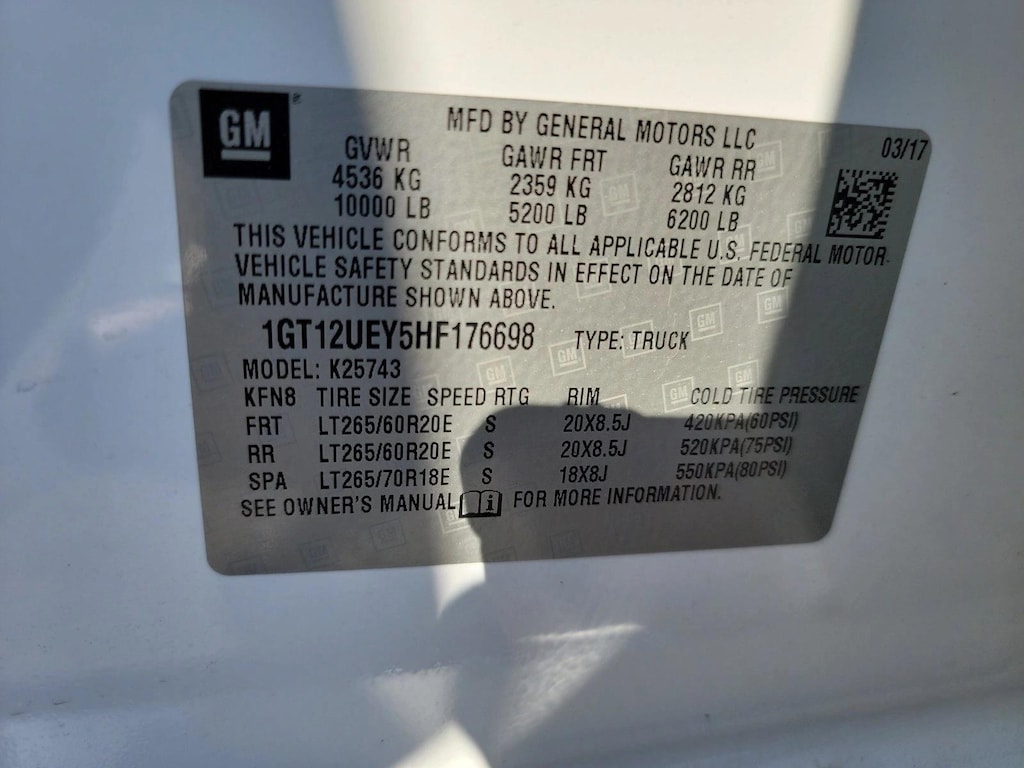 GM
MFD BY GENERAL MOTORS LLC 03/17
GVWR GAWR FRT GAWR RR
4536 KG 2359 KG 2812 KG
10000 LB 5200 LB 6200 LB
THIS VEHICLE CONFORMS TO ALL APPLICABLE U.S. FEDERAL MOTOR
VEHICLE SAFETY STANDARDS IN EFFECT ON THE DATE OF
MANUFACTURE SHOWN ABOVE.
1GT12UEY5HF176698 TYPE: TRUCK
MODEL: K25743
KFN8 TIRE SIZE SPEED RTG RIM COLD TIRE PRESSURE
FRT LT265/60R20E S 20X8.5J 420KPA(60PSI)
RR LT265/60R20E S 20X8.5J 520KPA(75PSI)
SPA LT265/70R18E S 18X8J 550KPA(80PSI)
SEE OWNER'S MANUAL i FOR MORE INFORMATION.